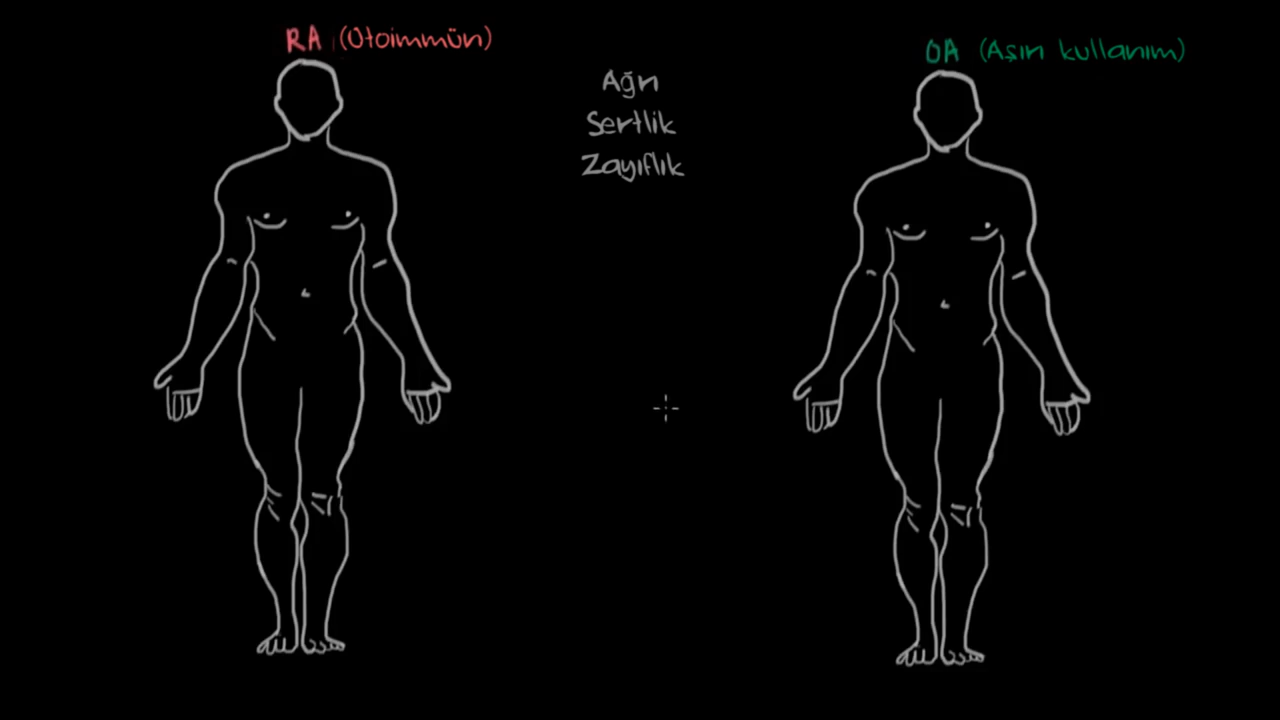 RA (Otoimmün)
OA (Aşırı kullanım)
Ağrı
Sertlik
Zayıflık